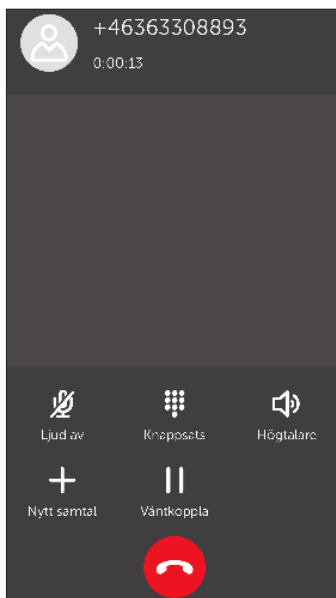 +46363308893
0:00:13
Ljud av Knappsats Högtalare
Nytt samtal Väntkoppla